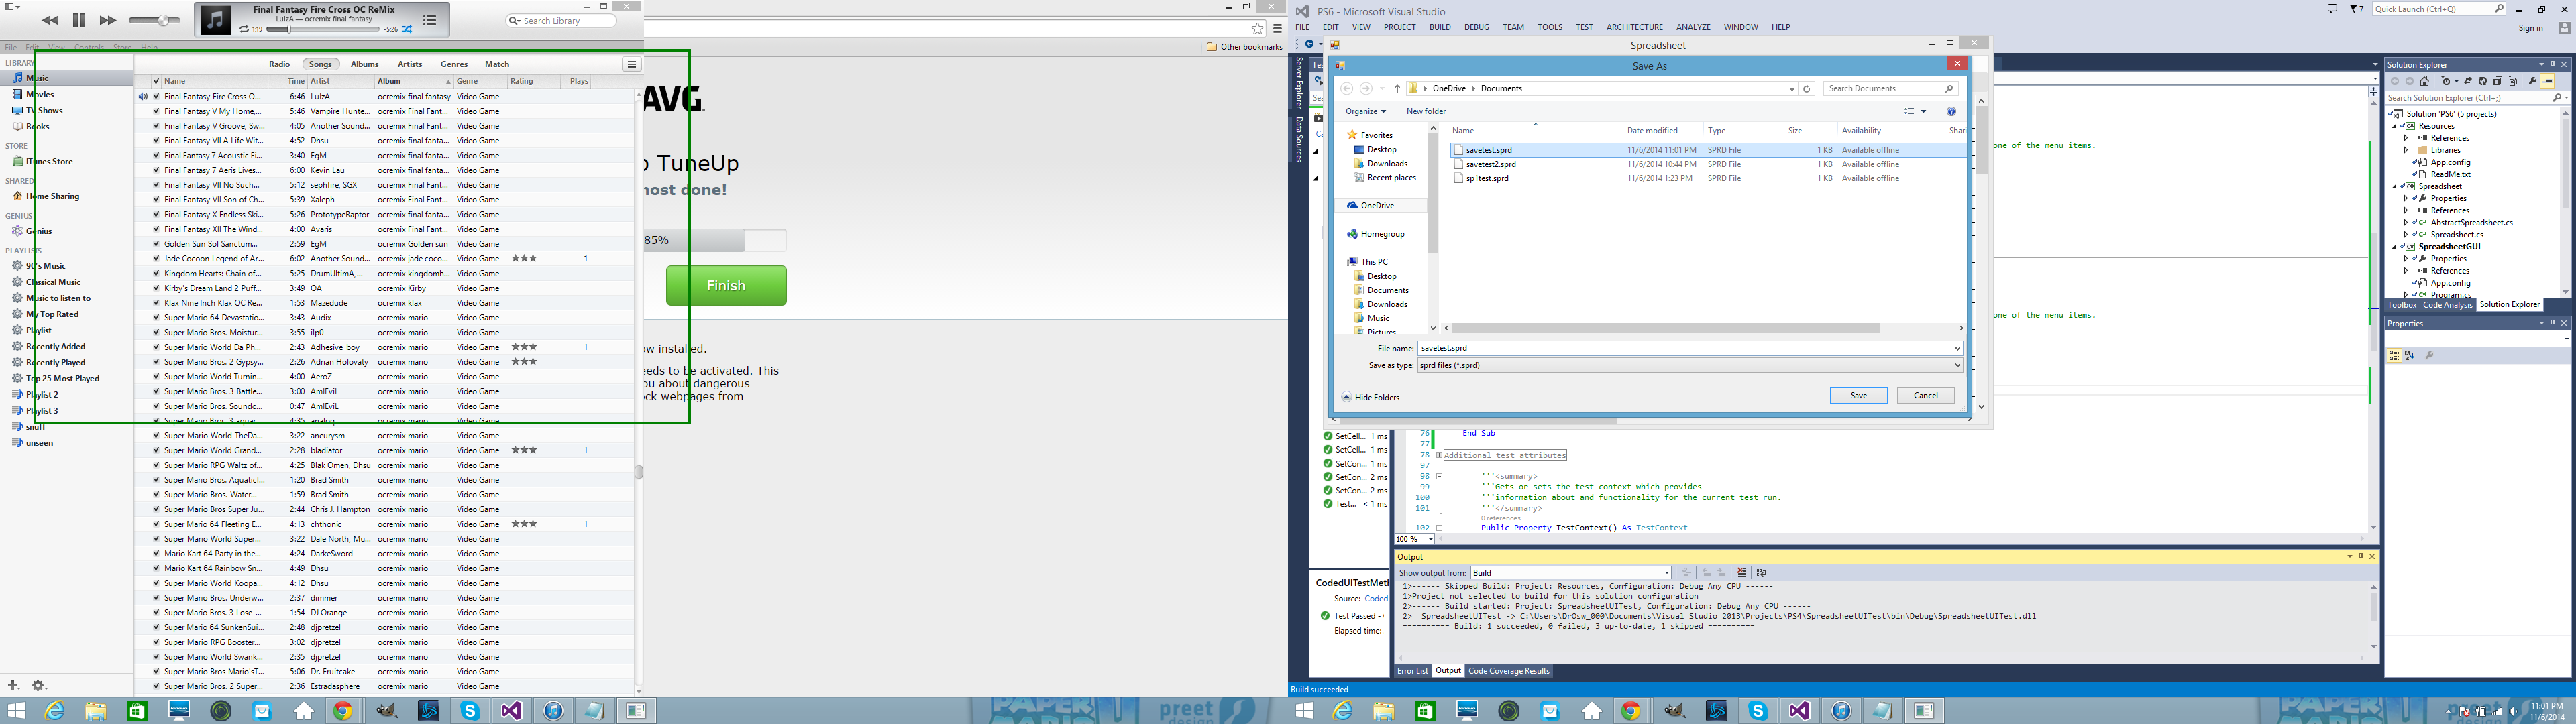 Final Fantasy Fire Cross OC ReMix
LulzA — ocremix final fantasy
1:19
-5:26
Search Library
File Edit View Controls Store Help
LIBRARY
Music
Movies
TV Shows
Books
STORE
iTunes Store
SHARED
Home Sharing
GENIUS
Genius
PLAYLISTS
90's Music
Classical Music
Music to listen to
My Top Rated
Playlist
Recently Added
Recently Played
Top 25 Most Played
Playlist 2
Playlist 3
snuff
unseen
Radio Songs Albums Artists Genres Match
Name Time Artist Album Genre Rating Plays
Final Fantasy Fire Cross O... 6:46 LulzA ocremix final fantasy Video Game
Final Fantasy V My Home,... 5:46 Vampire Hunte... ocremix Final Fant... Video Game
Final Fantasy V Groove, Sw... 4:05 Another Sound... ocremix Final Fant... Video Game
Final Fantasy VII A Life Wit... 4:52 Dhsu ocremix final fanta... Video Game
Final Fantasy 7 Acoustic Fi... 3:40 EgM ocremix final fanta... Video Game
Final Fantasy 7 Aeris Lives... 6:00 Kevin Lau ocremix final fanta... Video Game
Final Fantasy VII No Such... 5:12 sephfire, SGX ocremix Final Fant... Video Game
Final Fantasy VII Son of Ch... 5:39 Xaleph ocremix Final Fant... Video Game
Final Fantasy X Endless Ski... 5:26 PrototypeRaptor ocremix final fanta... Video Game
Final Fantasy XII The Wind... 4:00 Avaris ocremix Final Fant... Video Game
Golden Sun Sol Sanctum... 2:59 EgM ocremix Golden sun Video Game
Jade Cocoon Legend of Ar... 6:02 Another Sound... ocremix jade coco... Video Game ★★★ 1
Kingdom Hearts: Chain of... 5:25 DrumUltimA,... ocremix kingdomh... Video Game
Kirby's Dream Land 2 Puff... 3:49 OA ocremix Kirby Video Game
Klax Nine Inch Klax OC Re... 1:53 Mazedude ocremix klax Video Game
Super Mario 64 Devastatio... 3:43 Audix ocremix mario Video Game
Super Mario Bros. Moistur... 3:55 ilp0 ocremix mario Video Game
Super Mario World Da Ph... 2:43 Adhesive_boy ocremix mario Video Game ★★★ 1
Super Mario Bros. 2 Gypsy... 2:26 Adrian Holovaty ocremix mario Video Game ★★★
Super Mario World Turnin... 4:00 AeroZ ocremix mario Video Game
Super Mario Bros. 3 Battle... 3:00 AmIEviL ocremix mario Video Game
Super Mario Bros. Soundc... 0:47 AmIEviL ocremix mario Video Game
Super Mario Bros. 3 aquac... 4:35 analoq ocremix mario Video Game
Super Mario World TheDa... 3:22 aneurysm ocremix mario Video Game
Super Mario World Grand... 2:28 bladiator ocremix mario Video Game ★★★ 1
Super Mario RPG Waltz of... 4:25 Blak Omen, Dhsu ocremix mario Video Game
Super Mario Bros. Aquaticl... 1:20 Brad Smith ocremix mario Video Game
Super Mario Bros. Water... 1:59 Brad Smith ocremix mario Video Game
Super Mario Bros Super Ju... 2:44 Chris J. Hampton ocremix mario Video Game
Super Mario 64 Fleeting E... 4:13 chthonic ocremix mario Video Game ★★★ 1
Super Mario World Super... 3:22 Dale North, Mu... ocremix mario Video Game
Mario Kart 64 Party in the... 4:24 DarkeSword ocremix mario Video Game
Mario Kart 64 Rainbow Sn... 4:49 Dhsu ocremix mario Video Game
Super Mario World Koopa... 4:12 Dhsu ocremix mario Video Game
Super Mario Bros. Underw... 2:37 dimmer ocremix mario Video Game
Super Mario Bros. 3 Lose-... 1:54 DJ Orange ocremix mario Video Game
Super Mario 64 SunkenSui... 2:48 djpretzel ocremix mario Video Game
Super Mario RPG Booster... 3:02 djpretzel ocremix mario Video Game
Super Mario World Swank... 2:35 djpretzel ocremix mario Video Game
Super Mario Bros Mario'sT... 5:06 Dr. Fruitcake ocremix mario Video Game
Super Mario Bros. 2 Super... 2:36 Estradasphere ocremix mario Video Game
Other bookmarks
AVG.
TuneUp
most done!
85%
Finish
ow installed.
eeds to be activated. This
ou about dangerous
ock webpages from
PS6 - Microsoft Visual Studio
7
Quick Launch (Ctrl+Q)
FILE EDIT VIEW PROJECT BUILD DEBUG TEAM TOOLS TEST ARCHITECTURE ANALYZE WINDOW HELP
Sign in
Server Explorer
Data Sources
Spreadsheet
Save As
OneDrive Documents
Search Documents
Organize New folder
Favorites
Desktop
Downloads
Recent places
OneDrive
Homegroup
This PC
Desktop
Documents
Downloads
Music
Pictures
Name Date modified Type Size Availability Shari
savetest.sprd 11/6/2014 11:01 PM SPRD File 1 KB Available offline
savetest2.sprd 11/6/2014 10:44 PM SPRD File 1 KB Available offline
sp1test.sprd 11/6/2014 1:23 PM SPRD File 1 KB Available offline
File name: savetest.sprd
Save as type: sprd files (*.sprd)
Hide Folders
Save
Cancel
one of the menu items.
one of the menu items.
SetCell... 1 ms
SetCell... 1 ms
SetCon... 1 ms
SetCon... 2 ms
SetCon... 2 ms
Test... < 1 ms
CodedUITestMeth
Source: CodedU
Test Passed -
Elapsed time:
76 End Sub
77
78 Additional test attributes
97
98 '''<summary>
99 '''Gets or sets the test context which provides
100 '''information about and functionality for the current test run.
101 '''</summary>
0 references
102 Public Property TestContext() As TestContext
100 %
Output
Show output from: Build
1>------ Skipped Build: Project: Resources, Configuration: Debug Any CPU ------
1>Project not selected to build for this solution configuration
2>------ Build started: Project: SpreadsheetUITest, Configuration: Debug Any CPU ------
2> SpreadsheetUITest -> C:\Users\DrOsw_000\Documents\Visual Studio 2013\Projects\PS4\SpreadsheetUITest\bin\Debug\SpreadsheetUITest.dll
========== Build: 1 succeeded, 0 failed, 3 up-to-date, 1 skipped ==========
Error List Output Code Coverage Results
Build succeeded
Solution Explorer
Search Solution Explorer (Ctrl+;)
Solution 'PS6' (5 projects)
Resources
References
Libraries
App.config
ReadMe.txt
Spreadsheet
Properties
References
AbstractSpreadsheet.cs
Spreadsheet.cs
SpreadsheetGUI
Properties
References
App.config
Program.cs
Toolbox Code Analysis Solution Explorer
Properties
PAPER
preet
design
PAPER
preet
design
11:01 PM
11/6/2014